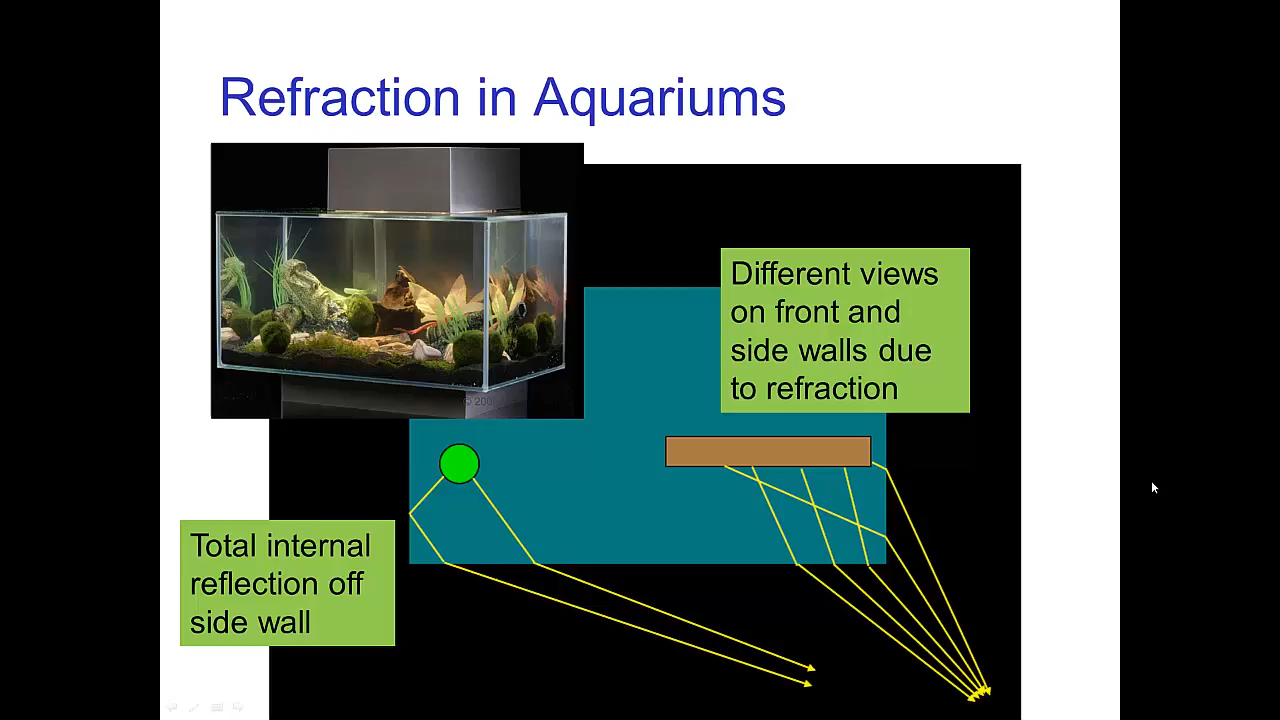 Refraction in Aquariums
Different views
on front and
side walls due
to refraction
Total internal
reflection off
side wall